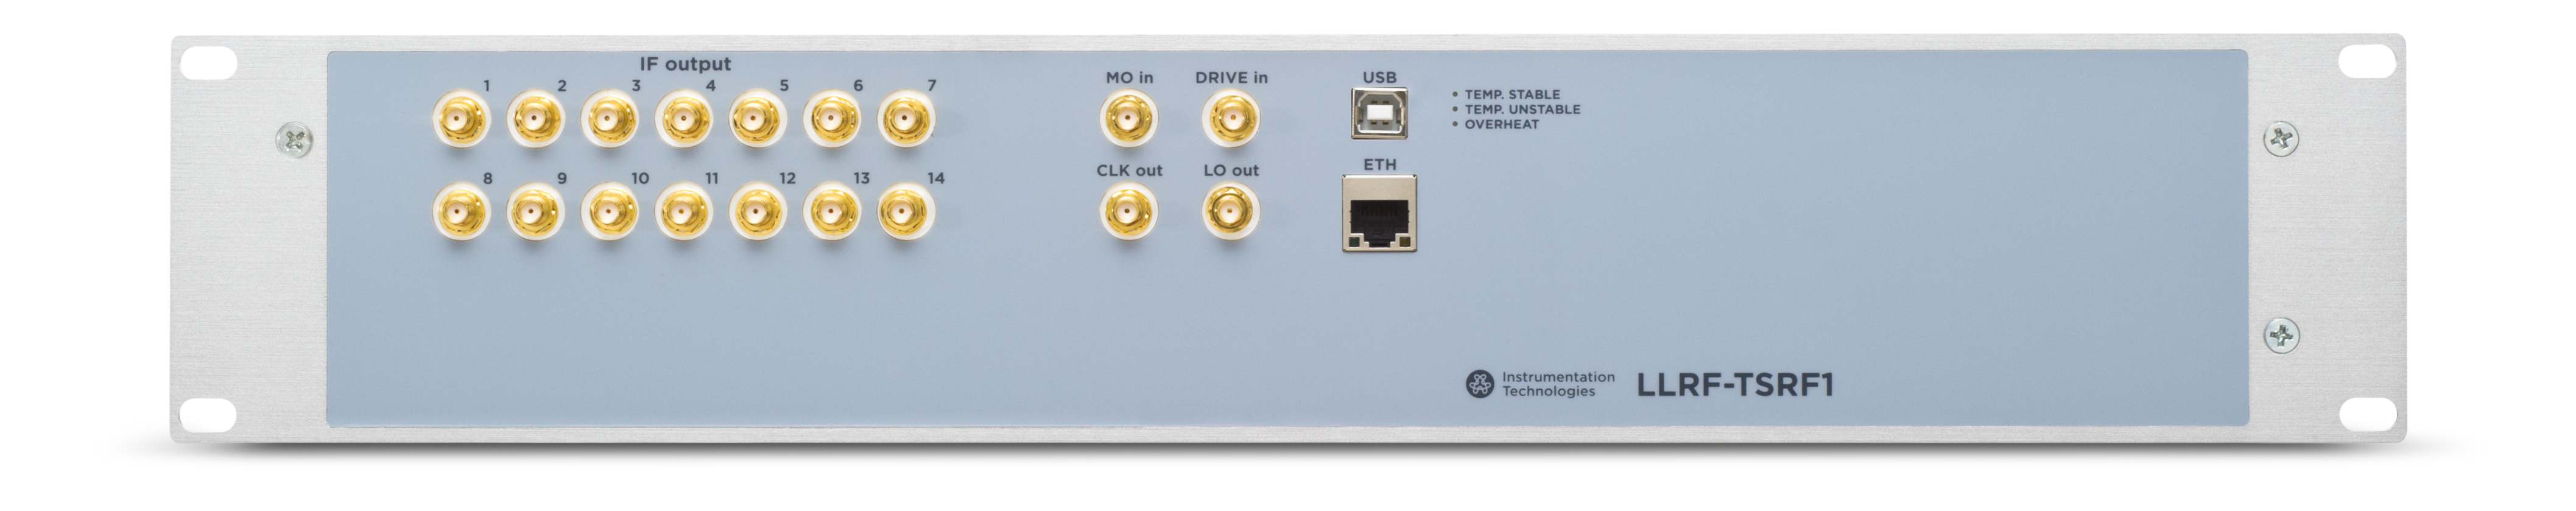 IF output
1 2 3 4 5 6 7
8 9 10 11 12 13 14
MO in
DRIVE in
CLK out
LO out
USB
ETH
TEMP. STABLE
TEMP. UNSTABLE
OVERHEAT
Instrumentation
Technologies
LLRF-TSRF1